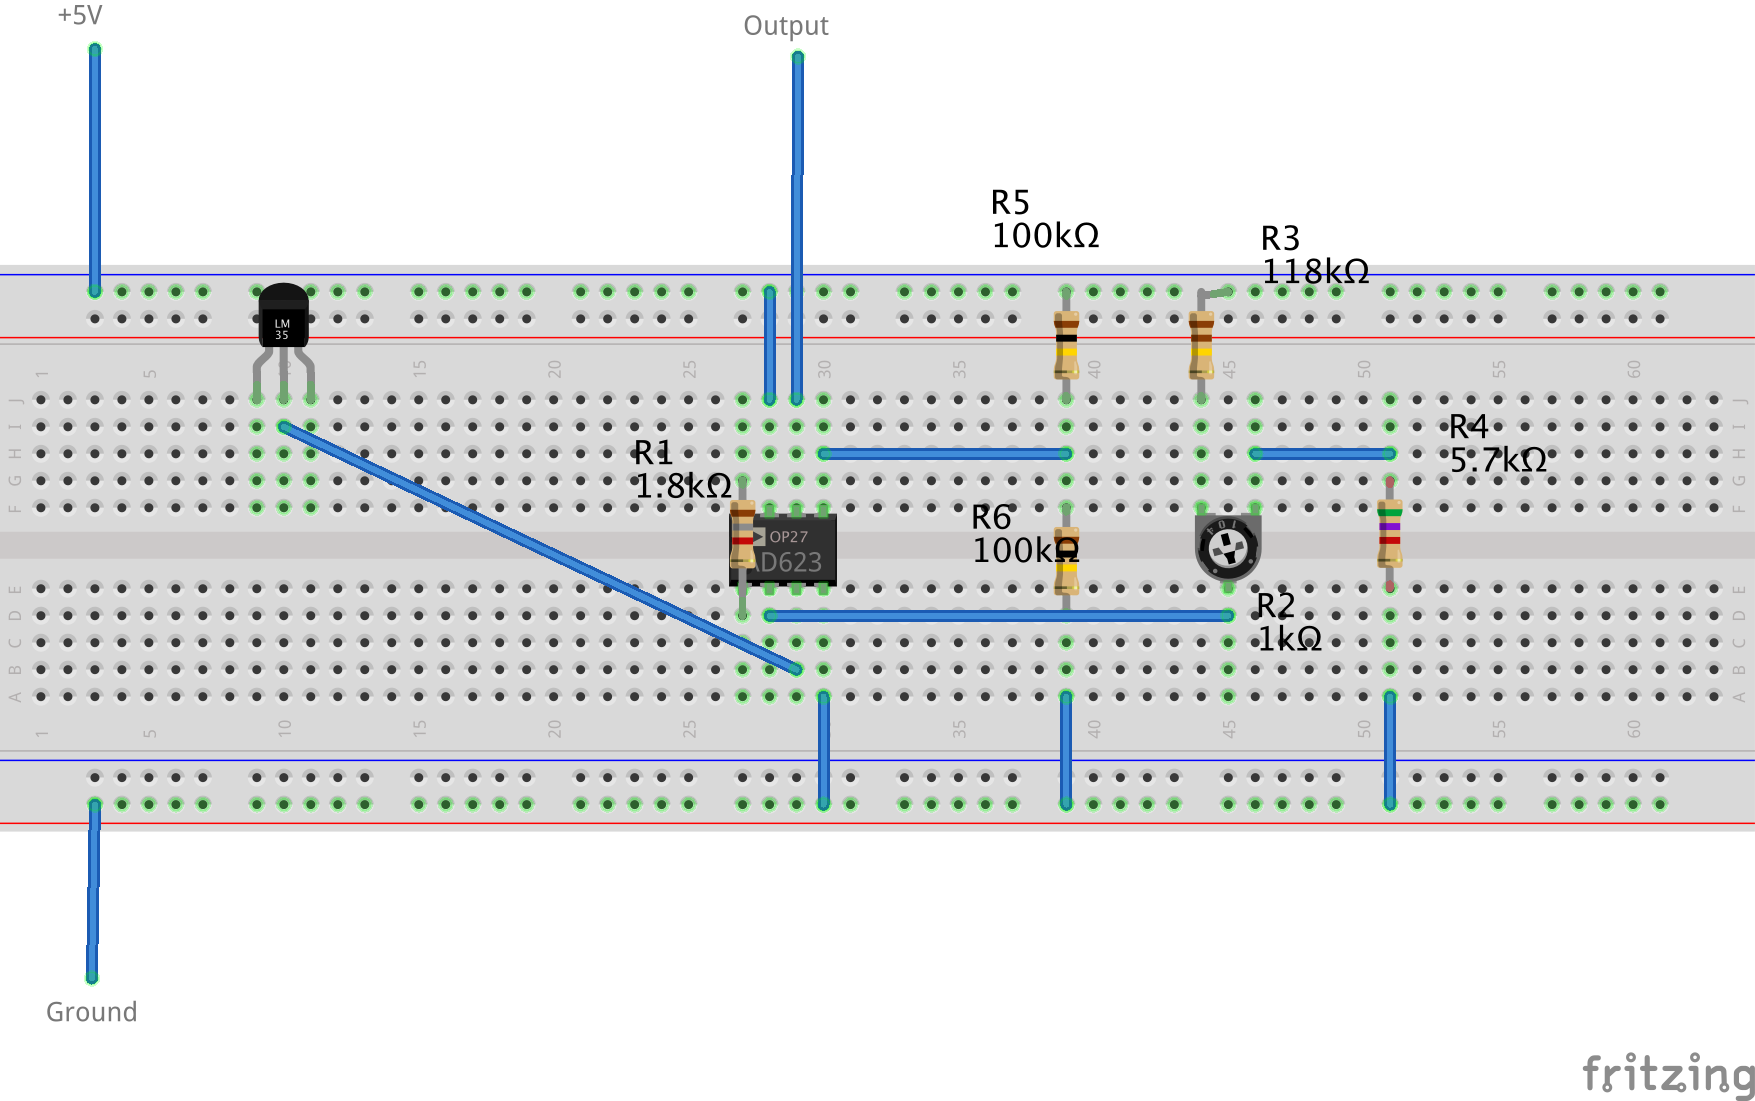 +5V
Output
R5
100kΩ
R3
118kΩ
LM
35
1 5 10 15 20 25 30 35 40 45 50 55 60
J J
I I
H H
G G
F F
R4
5.7kΩ
R1
1.8kΩ
R6
100kΩ
OP27
AD623
104
R2
1kΩ
E E
D D
C C
B B
A A
1 5 10 15 20 25 35 40 45 50 55 60
Ground
fritzing